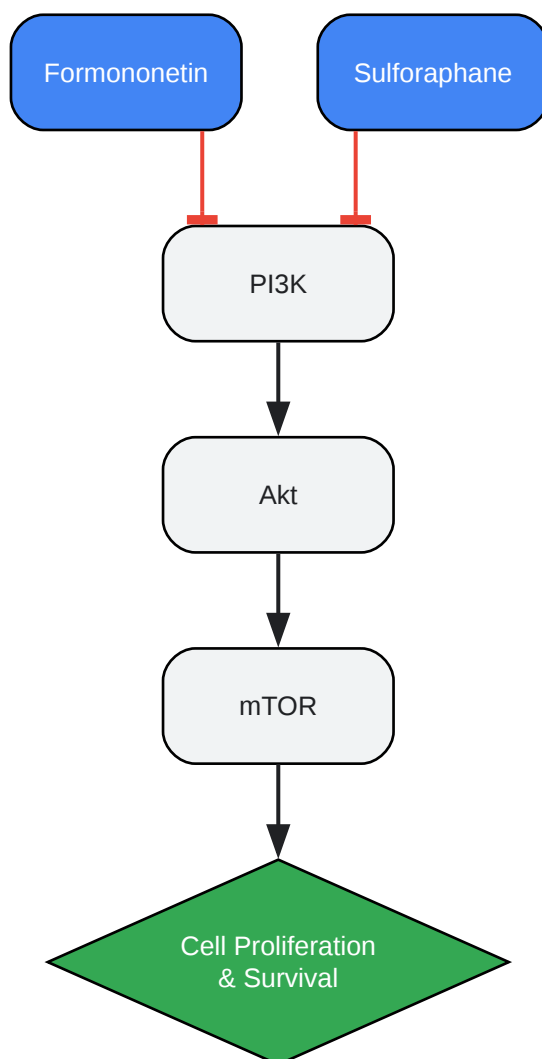 Formononetin
Sulforaphane
PI3K
Akt
mTOR
Cell Proliferation
& Survival